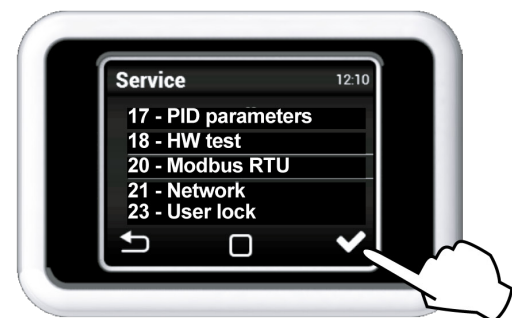 Service 12:10
17 - PID parameters
18 - HW test
20 - Modbus RTU
21 - Network
23 - User lock